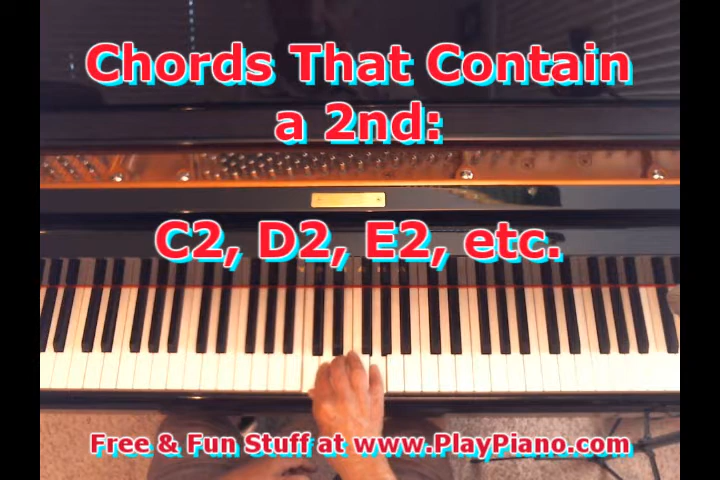 Chords That Contain
a 2nd:
C2, D2, E2, etc.
Free & Fun Stuff at www.PlayPiano.com